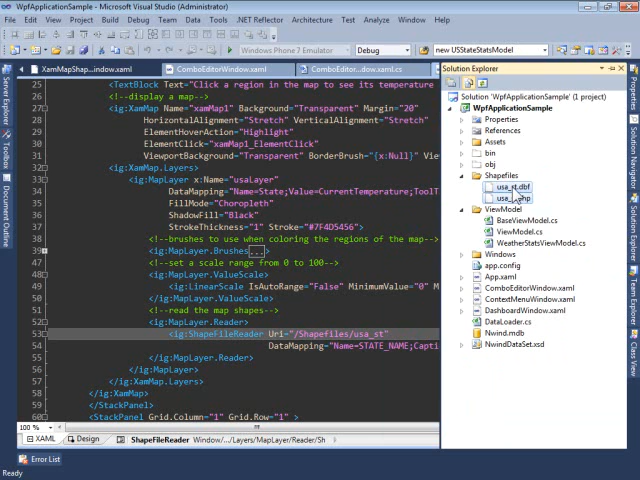 WpfApplicationSample - Microsoft Visual Studio (Administrator)
File Edit View Project Build Debug Team Data Tools .NET Reflector Architecture Test Analyze Window Help
Windows Phone 7 Emulator Debug new USStateStatsModel
XamMapShap...indow.xaml ComboEditorWindow.xaml ComboEditor...dow.xaml.cs
25 <TextBlock Text="Click a region in the map to see its temperature
26 <!--display a map-->
27 <ig:XamMap Name="xamMap1" Background="Transparent" Margin="20"
28 HorizontalAlignment="Stretch" VerticalAlignment="Stretch"
29 ElementHoverAction="Highlight"
30 ElementClick="xamMap1_ElementClick"
31 ViewportBackground="Transparent" BorderBrush="{x:Null}"
32 <ig:XamMap.Layers>
33 <ig:MapLayer x:Name="usaLayer"
34 DataMapping="Name=State;Value=CurrentTemperature;ToolT
35 FillMode="Choropleth"
36 ShadowFill="Black"
37 StrokeThickness="1" Stroke="#7F4D5456">
38 <!--brushes to use when coloring the regions of the map-->
39 <ig:MapLayer.Brushes...>
46 <!--set a scale range from 0 to 100-->
47 <ig:MapLayer.ValueScale>
48 <ig:LinearScale IsAutoRange="False" MinimumValue="0" M
49 </ig:MapLayer.ValueScale>
51 <!--read the map shapes-->
52 <ig:MapLayer.Reader>
53 <ig:ShapeFileReader Uri="/Shapefiles/usa_st"
54 DataMapping="Name=STATE_NAME;Capti
55 </ig:MapLayer.Reader>
56 </ig:MapLayer>
57 </ig:XamMap.Layers>
58 </ig:XamMap>
59 </StackPanel>
60 <StackPanel Grid.Column="1" Grid.Row="1" >
100 %
XAML Design ShapeFileReader Window/.../Layers/MapLayer/Reader/Sh
Error List
Ready
Server Explorer
Toolbox
Document Outline
Solution Explorer
Solution 'WpfApplicationSample' (1 project)
WpfApplicationSample
Properties
References
Assets
bin
obj
Shapefiles
usa_st.dbf
ViewModel
BaseViewModel.cs
ViewModel.cs
WeatherStatsViewModel.cs
Windows
app.config
App.xaml
ComboEditorWindow.xaml
ContextMenuWindow.xaml
DashboardWindow.xaml
DataLoader.cs
Nwind.mdb
NwindDataSet.xsd
Properties
Solution Navigator
Solution Explorer
Team Explorer
Class View